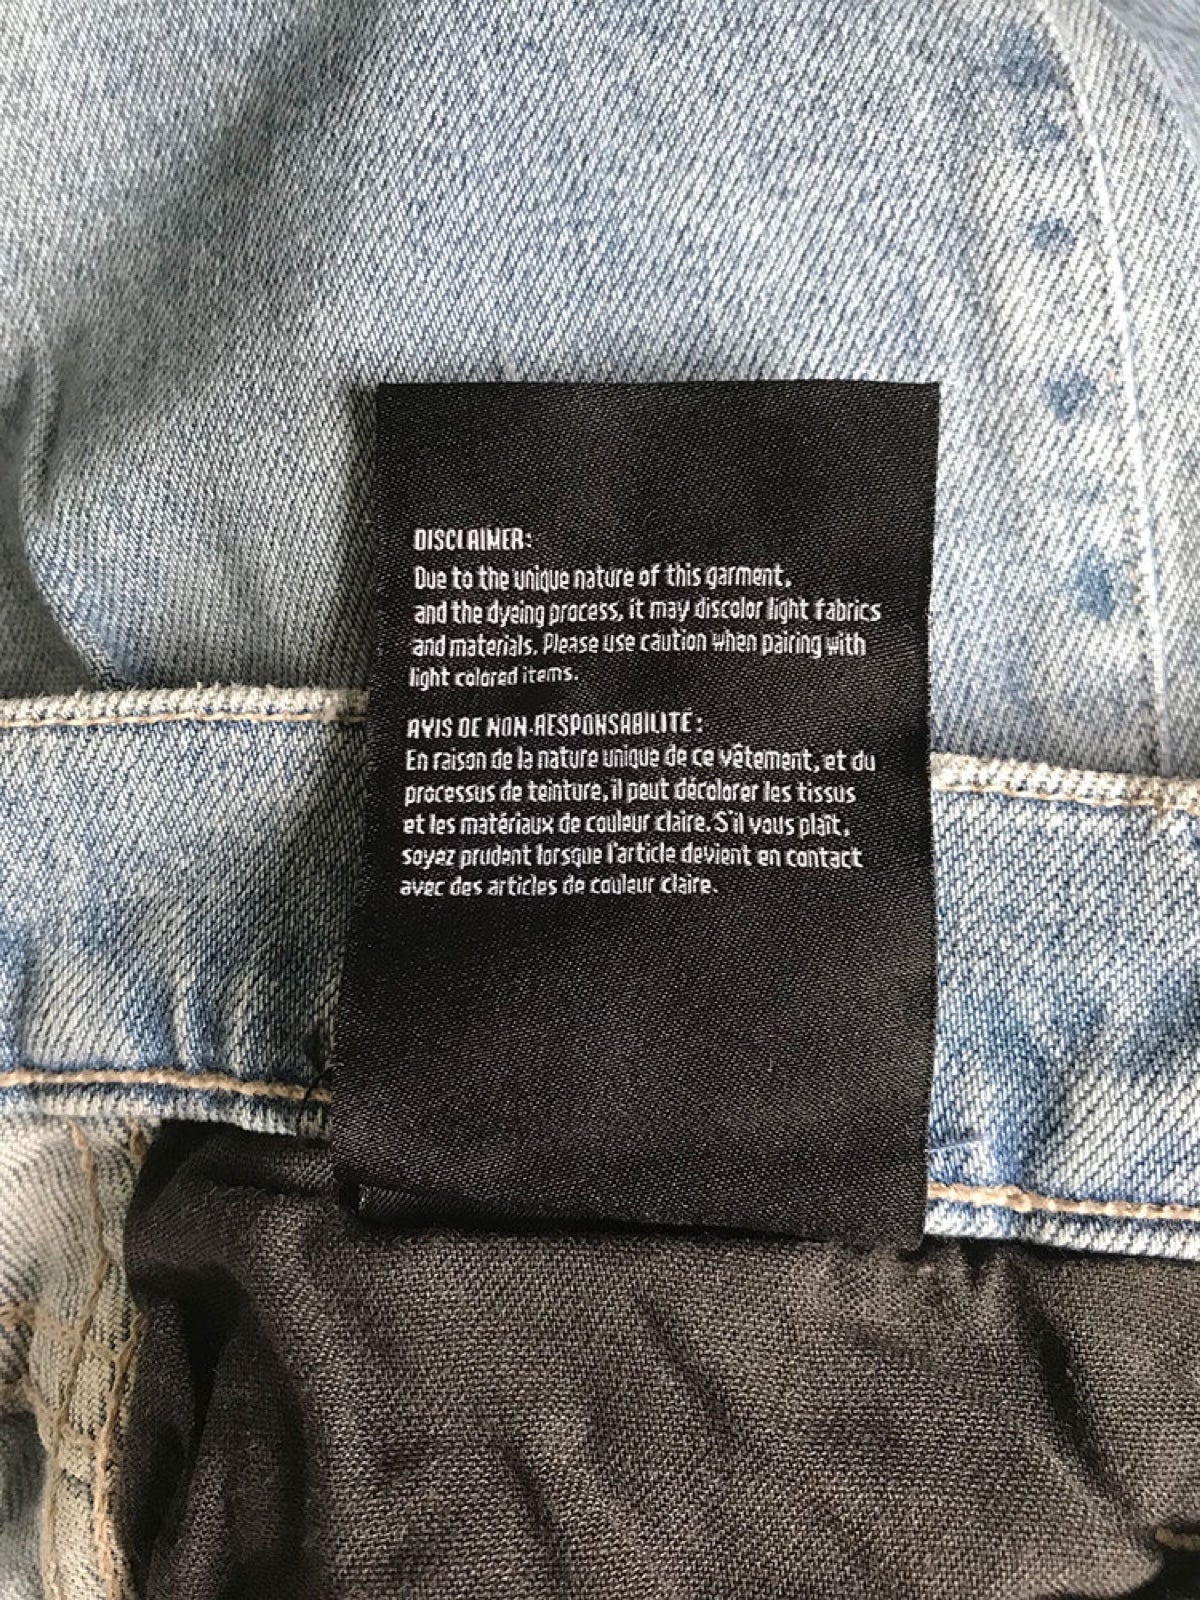 DISCLAIMER:
Due to the unique nature of this garment,
and the dyeing process, it may discolor light fabrics
and materials. Please use caution when pairing with
light colored items.
AVIS DE NON-RESPONSABILITÉ:
En raison de la nature unique de ce vêtement, et du
processus de teinture, il peut décolorer les tissus
et les matériaux de couleur claire. S'il vous plaît,
soyez prudent lorsque l'article devient en contact
avec des articles de couleur claire.